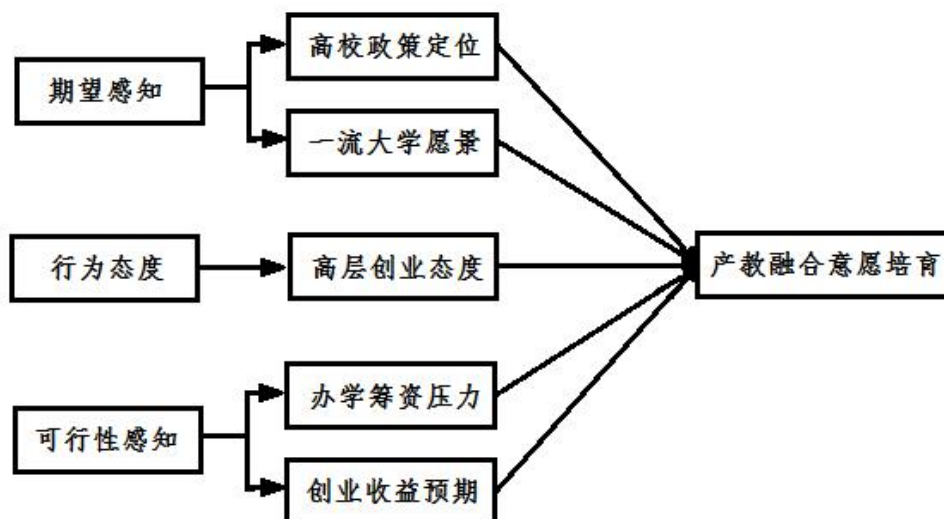 期望感知
高校政策定位
一流大学愿景
行为态度
高层创业态度
产教融合意愿培育
可行性感知
办学筹资压力
创业收益预期